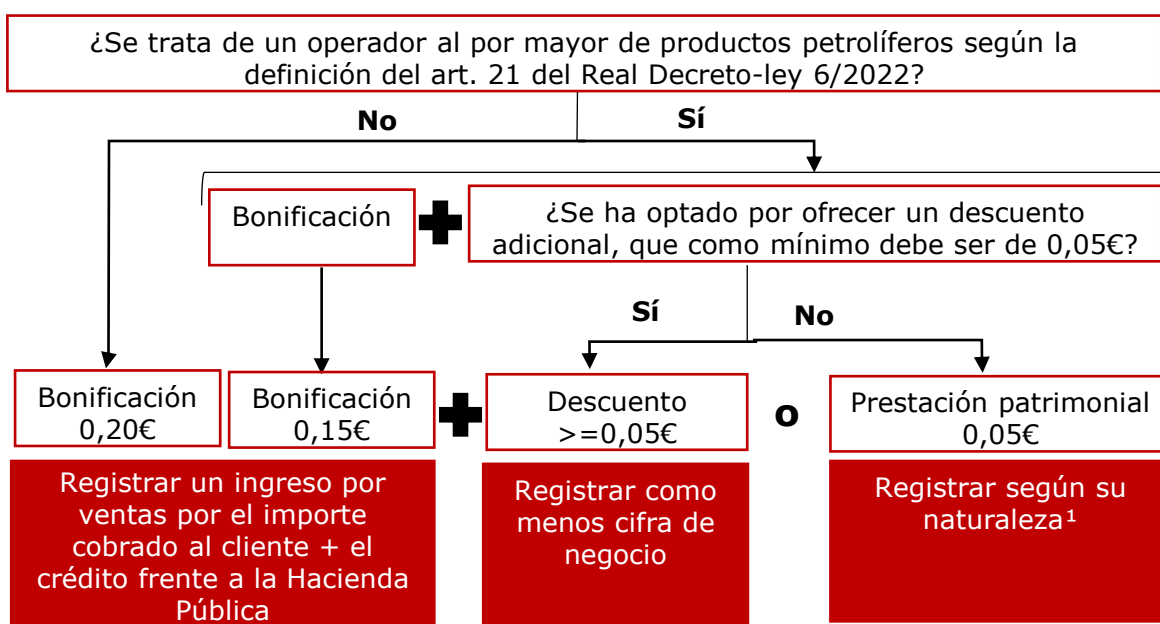 ¿Se trata de un operador al por mayor de productos petrolíferos según la
definición del art. 21 del Real Decreto-ley 6/2022?
No
Sí
Bonificación
¿Se ha optado por ofrecer un descuento
adicional, que como mínimo debe ser de 0,05€?
Sí
No
Bonificación
0,20€
Bonificación
0,15€
Descuento
>=0,05€
o
Prestación patrimonial
0,05€
Registrar un ingreso por
ventas por el importe
cobrado al cliente + el
crédito frente a la Hacienda
Pública
Registrar como
menos cifra de
negocio
Registrar según su
naturaleza¹